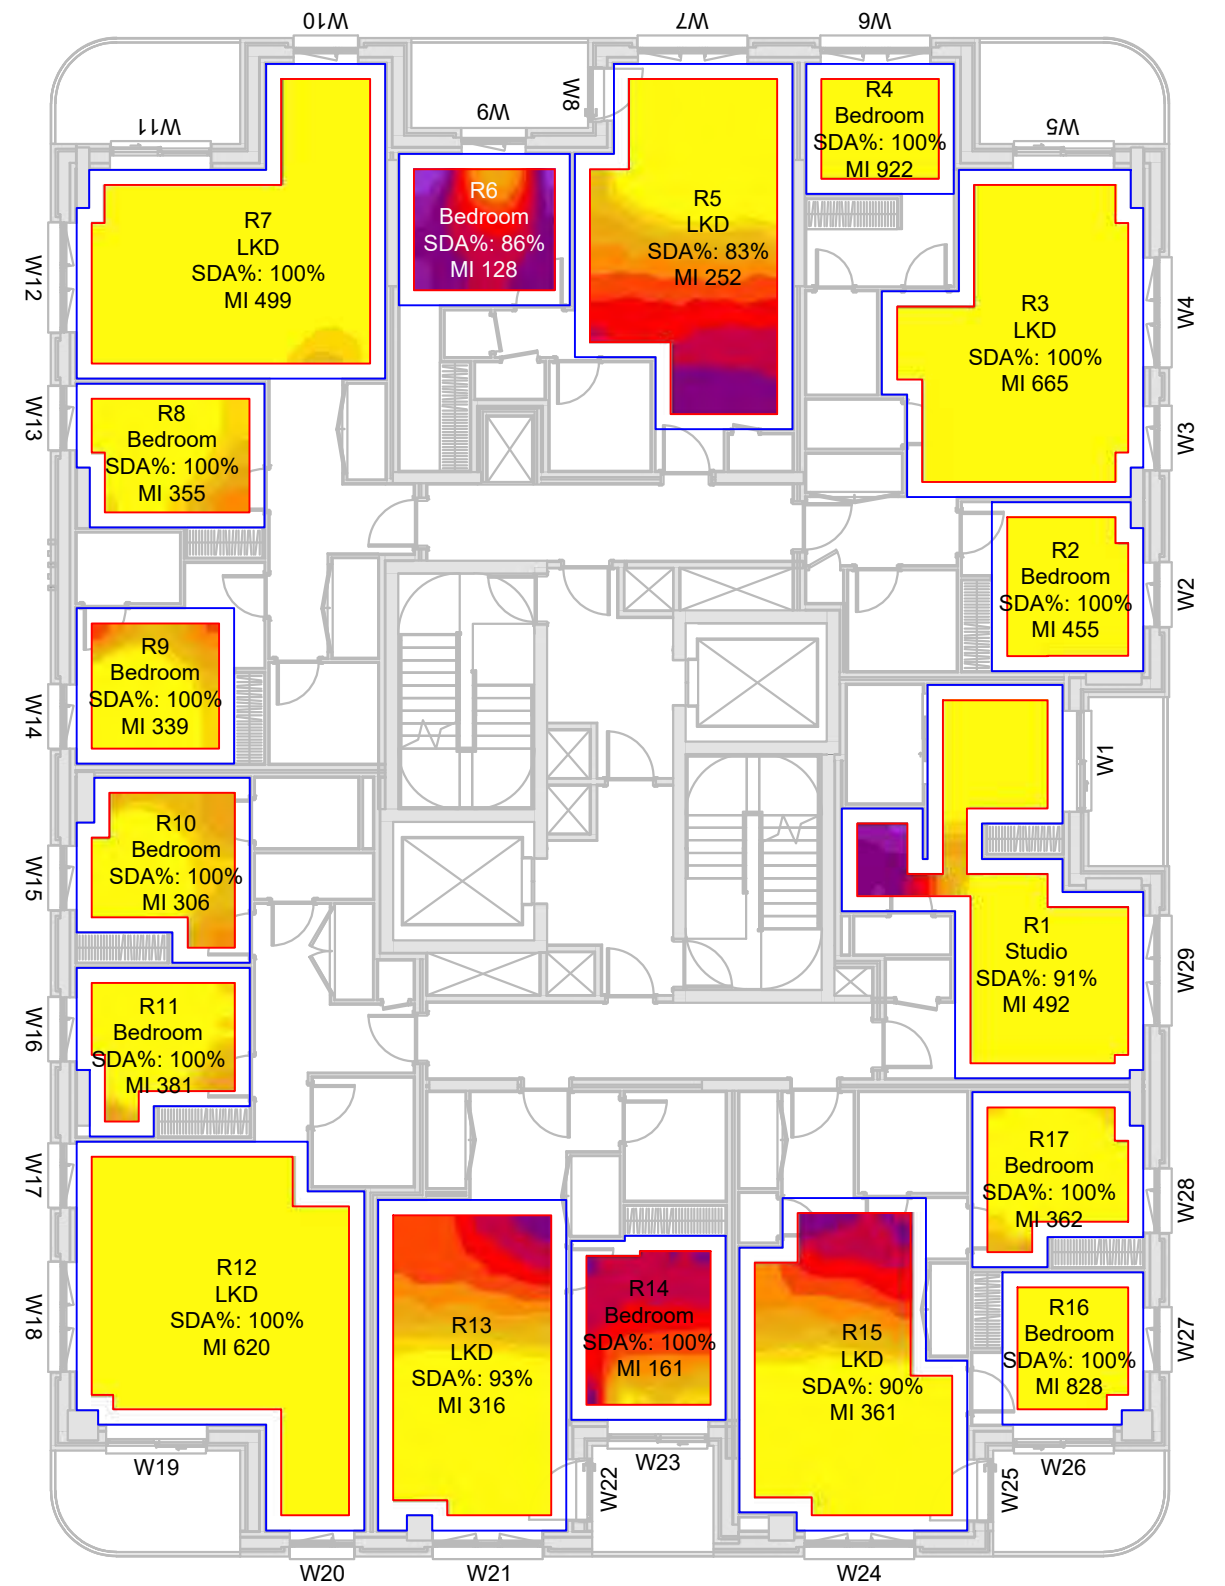 W10
W7
W6
W8
W9
W11
W5
R4
Bedroom
SDA%: 100%
MI 922
R6
Bedroom
SDA%: 86%
MI 128
R5
LKD
SDA%: 83%
MI 252
R7
LKD
SDA%: 100%
MI 499
W12
W4
R3
LKD
SDA%: 100%
MI 665
W13
R8
Bedroom
SDA%: 100%
MI 355
W3
R2
Bedroom
SDA%: 100%
MI 455
W2
R9
Bedroom
SDA%: 100%
MI 339
W14
W1
R10
Bedroom
SDA%: 100%
MI 306
W15
R1
Studio
SDA%: 91%
MI 492
W29
R11
Bedroom
SDA%: 100%
MI 381
W16
W17
R17
Bedroom
SDA%: 100%
MI 362
W28
R12
LKD
SDA%: 100%
MI 620
W18
R13
LKD
SDA%: 93%
MI 316
R14
Bedroom
SDA%: 100%
MI 161
R15
LKD
SDA%: 90%
MI 361
R16
Bedroom
SDA%: 100%
MI 828
W27
W19
W22
W23
W25
W26
W20
W21
W24